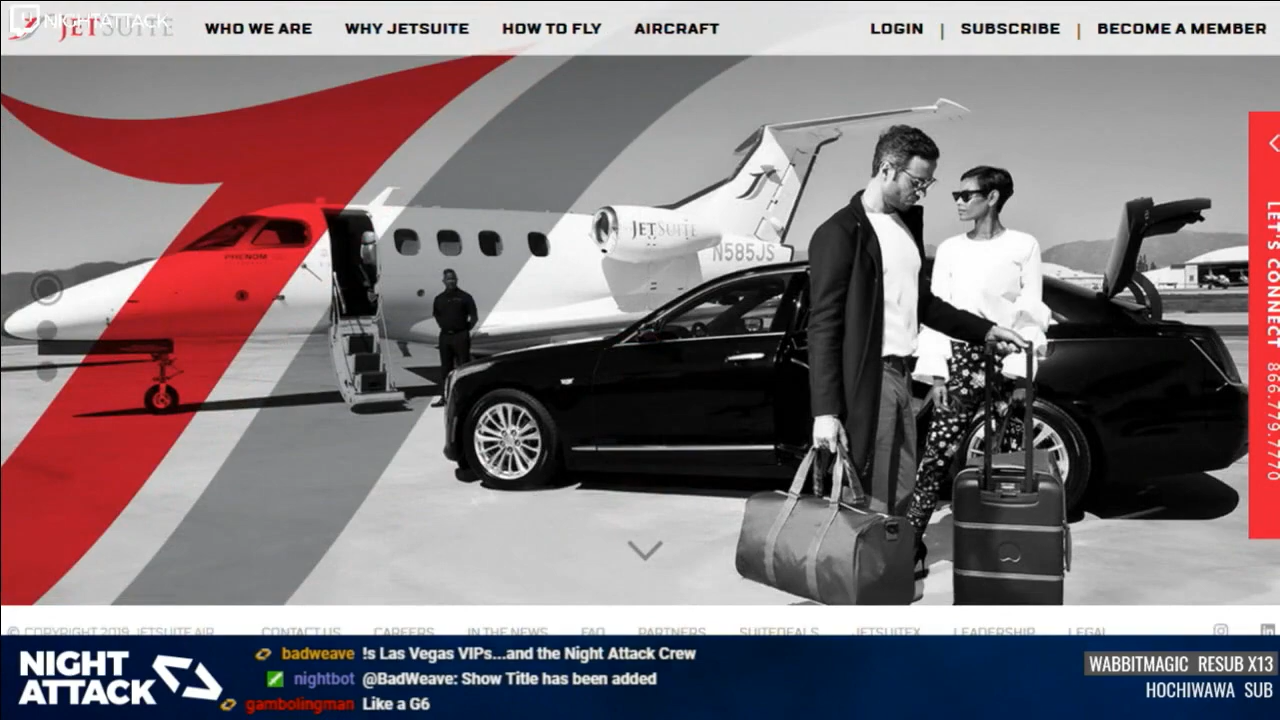 NIGHTATTACK
JETSUITE
WHO WE ARE
WHY JETSUITE
HOW TO FLY
AIRCRAFT
LOGIN | SUBSCRIBE | BECOME A MEMBER
JETSUITE
N585JS
PHENOM
LET'S CONNECT 866.779.7770
© COPYRIGHT 2019 JETSUITE AIR
CONTACT US
CAREERS
IN THE NEWS
FAQ
PARTNERS
SUITEDEALS
JETSUITEX
LEADERSHIP
LEGAL
NIGHT
ATTACK
badweave !s Las Vegas VIPs...and the Night Attack Crew
nightbot @BadWeave: Show Title has been added
gambolingman Like a G6
WABBITMAGIC RESUB X13
HOCHIWAWA SUB